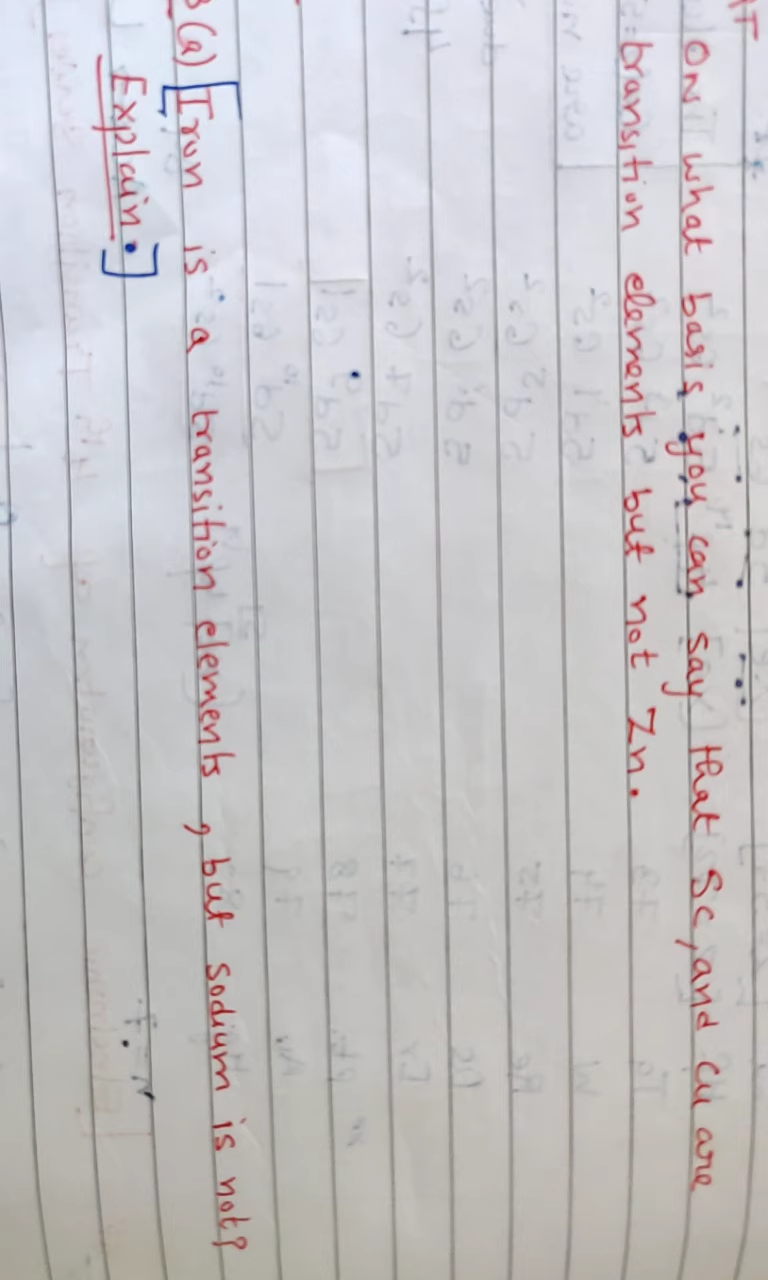 ON what basis you can say that Sc, and Cu are
transition elements but not Zn.
(a) [Iron is a transition elements, but sodium is not?
Explain.]